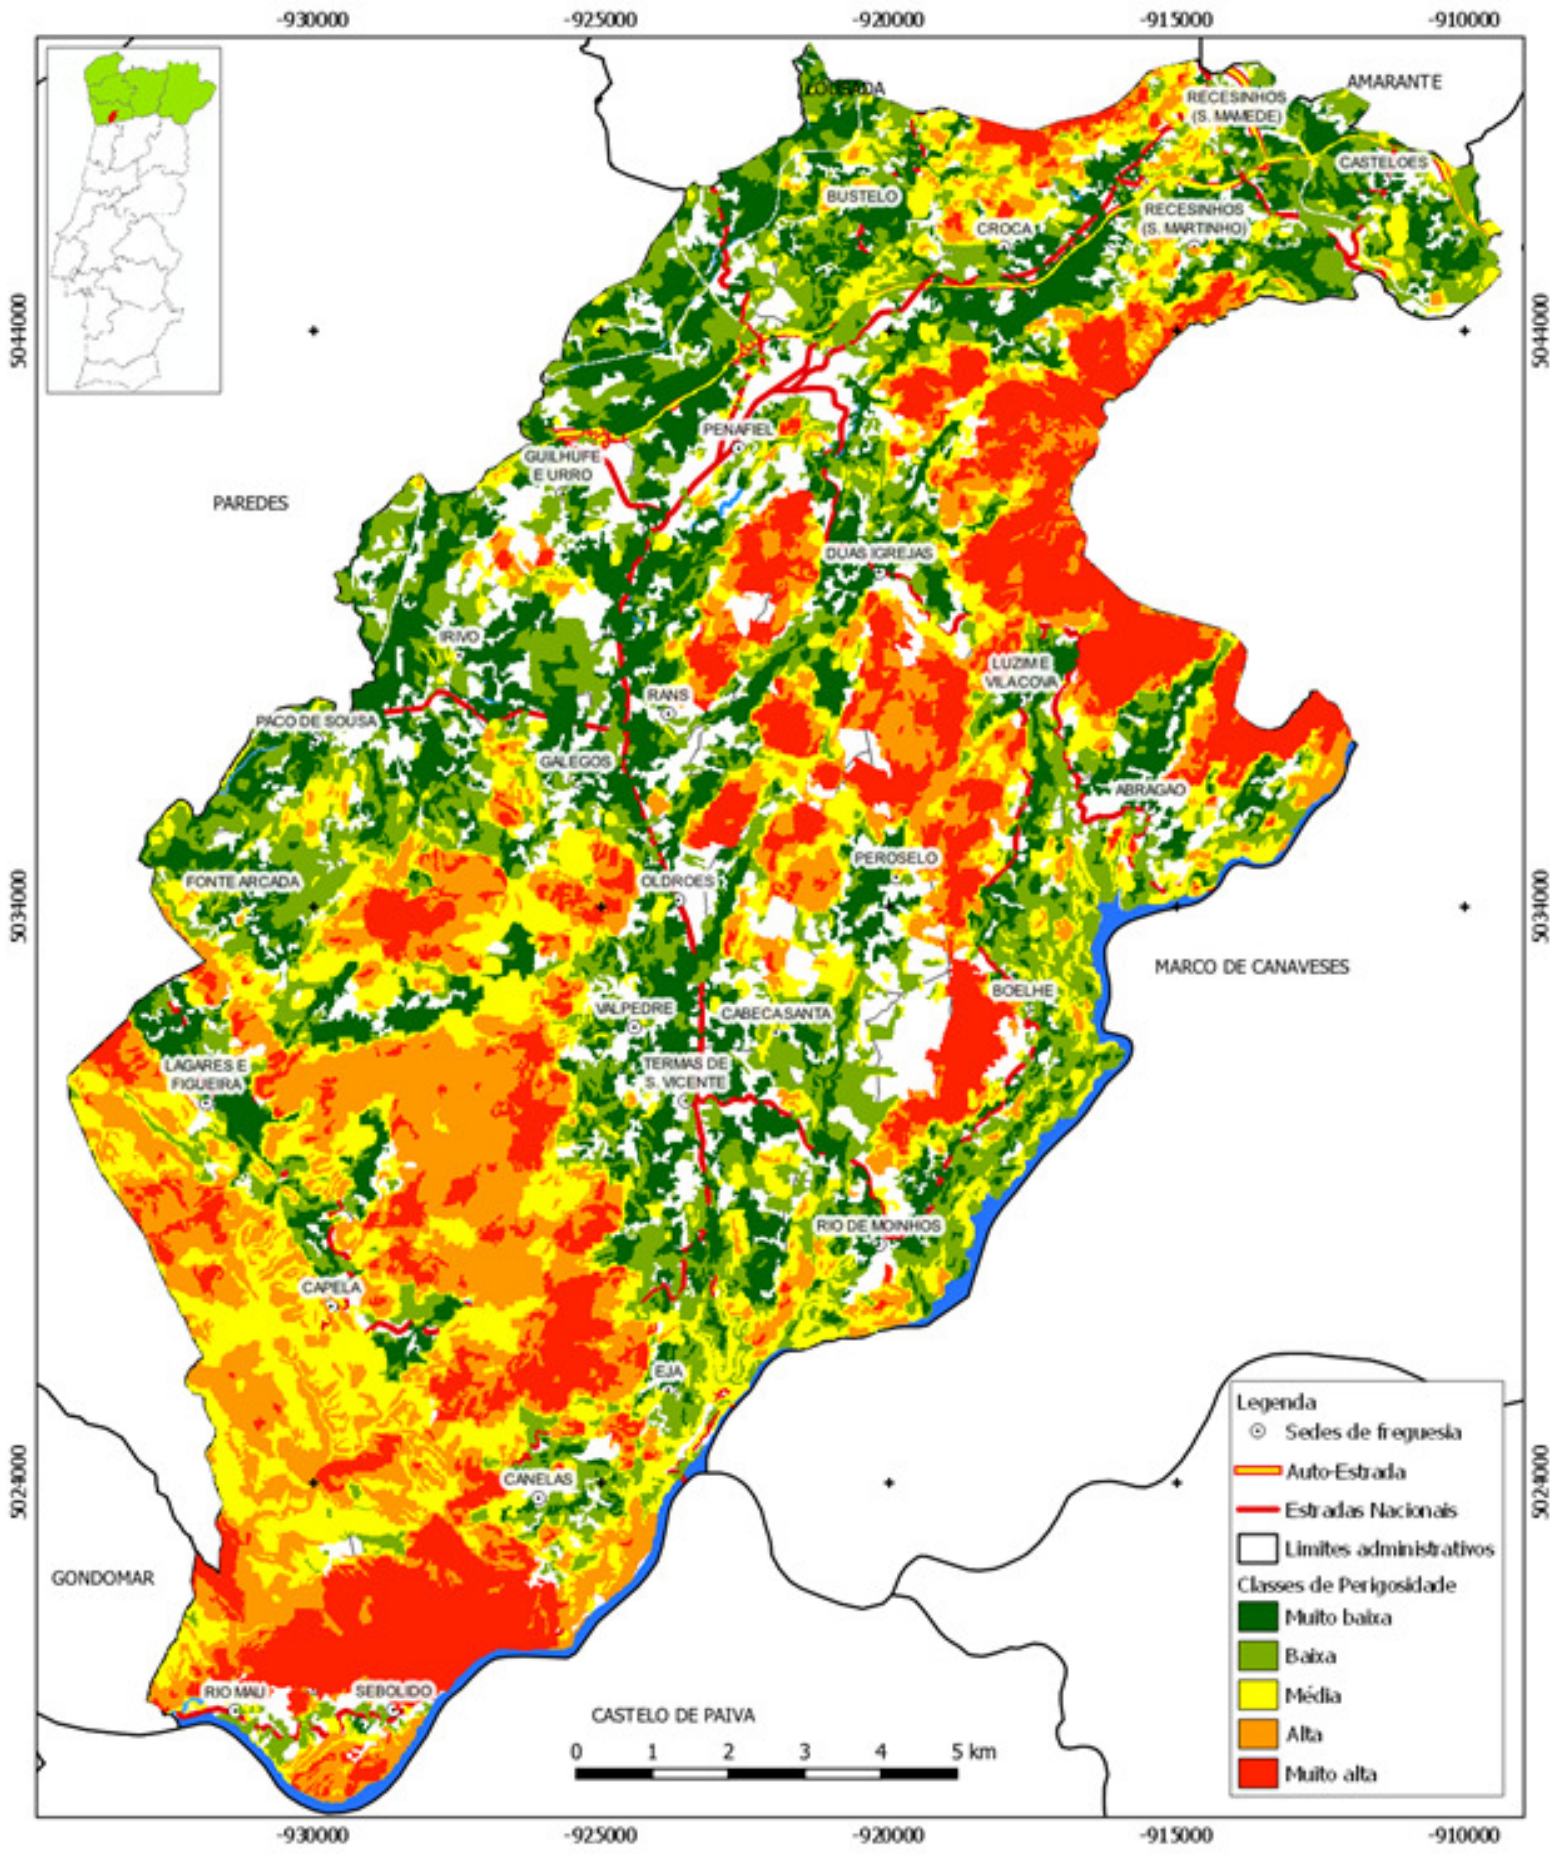 -930000
-925000
-920000
-915000
-910000
LOUSADA
AMARANTE
RECESINHOS
(S. MAMEDE)
CASTELOES
BUSTELO
RECESINHOS
(S. MARTINHO)
CROCA
5044000
5044000
PENAFIEL
GUILHUFE
E URRO
PAREDES
DUAS IGREJAS
IRIVO
LUZIM E
VILA COVA
RANS
PACO DE SOUSA
GALEGOS
ABRAGAO
PEROSELO
FONTE ARCADA
OLDROES
5034000
5034000
MARCO DE CANAVESES
BOELHE
VALPEDRE
CABECA SANTA
LAGARES E
FIGUEIRA
TERMAS DE
S. VICENTE
RIO DE MOINHOS
CAPELA
EJA
CANELAS
5024000
5024000
GONDOMAR
RIO MAU
SEBOLIDO
CASTELO DE PAIVA
0 1 2 3 4 5 km
Legenda
Sedes de freguesia
Auto-Estrada
Estradas Nacionais
Limites administrativos
Classes de Perigosidade
Muito baixa
Baixa
Média
Alta
Muito alta
-930000
-925000
-920000
-915000
-910000